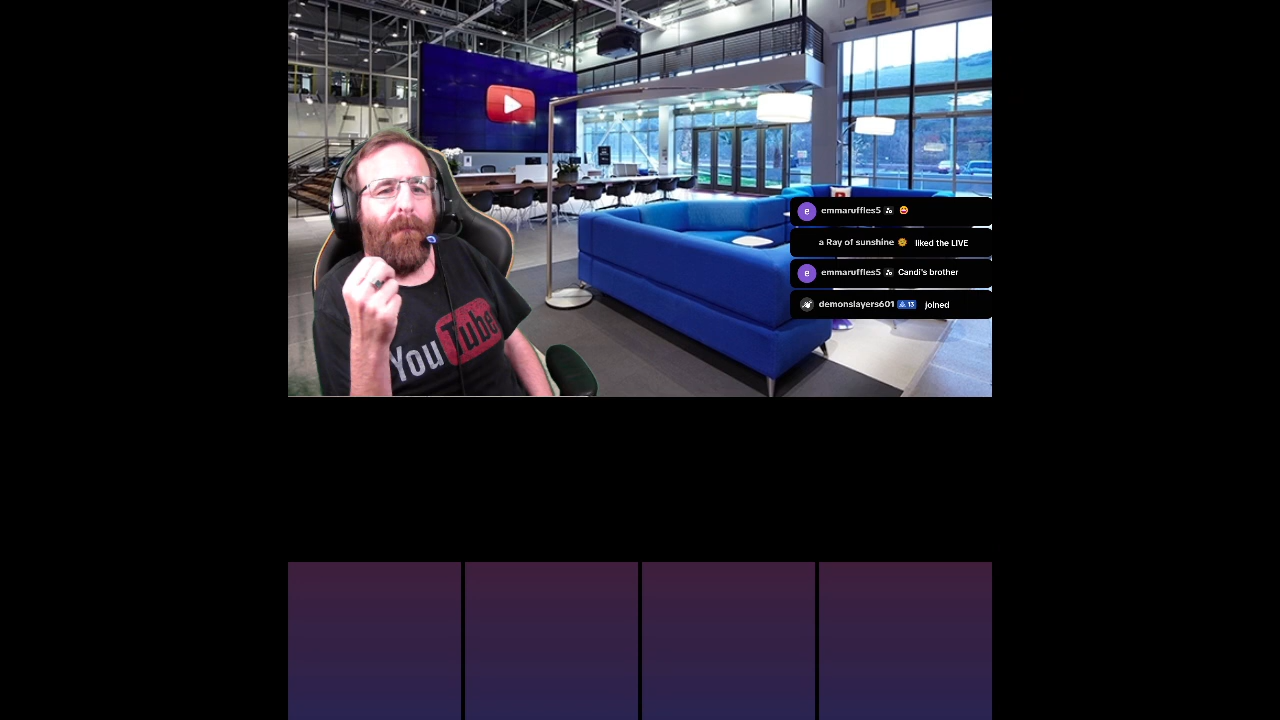 emmaruffles5 🤩
a Ray of sunshine 🌞 liked the LIVE
emmaruffles5 Candi's brother
demonslayers601 13 joined
YouTube